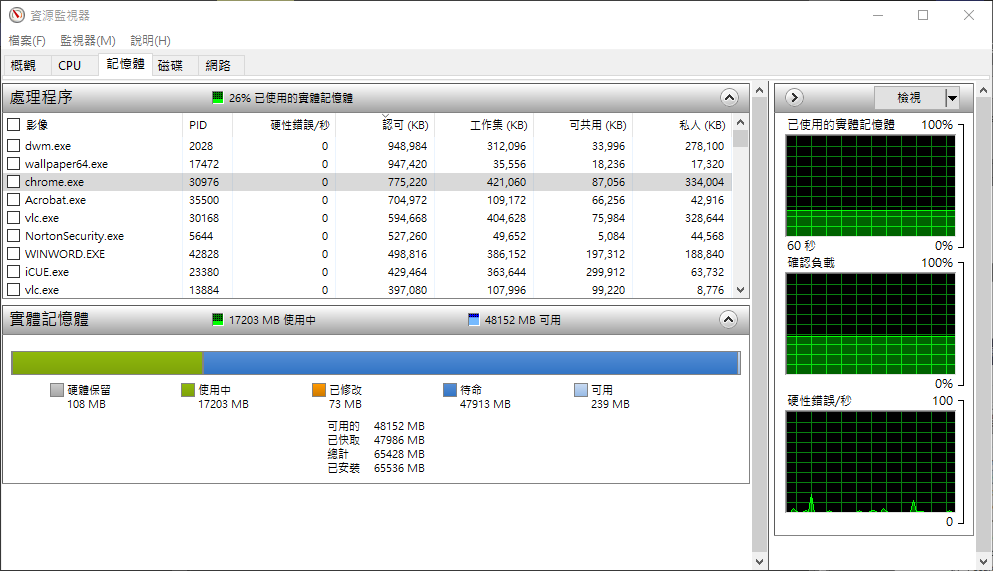 資源監視器
檔案(F) 監視器(M) 說明(H)
概觀 CPU 記憶體 磁碟 網路
處理程序 26% 已使用的實體記憶體
影像 PID 硬性錯誤/秒 認可 (KB) 工作集 (KB) 可共用 (KB) 私人 (KB)
dwm.exe 2028 0 948,984 312,096 33,996 278,100
wallpaper64.exe 17472 0 947,420 35,556 18,236 17,320
chrome.exe 30976 0 775,220 421,060 87,056 334,004
Acrobat.exe 35500 0 704,972 109,172 66,256 42,916
vlc.exe 30168 0 594,668 404,628 75,984 328,644
NortonSecurity.exe 5644 0 527,260 49,652 5,084 44,568
WINWORD.EXE 42828 0 498,816 386,152 197,312 188,840
iCUE.exe 23380 0 429,464 363,644 299,912 63,732
vlc.exe 13884 0 397,080 107,996 99,220 8,776
實體記憶體 17203 MB 使用中 48152 MB 可用
硬體保留 使用中 已修改 待命 可用
108 MB 17203 MB 73 MB 47913 MB 239 MB
可用的 48152 MB
已快取 47986 MB
總計 65428 MB
已安裝 65536 MB
檢視
已使用的實體記憶體 100%
60 秒 0%
確認負載 100%
0%
硬性錯誤/秒 100
0